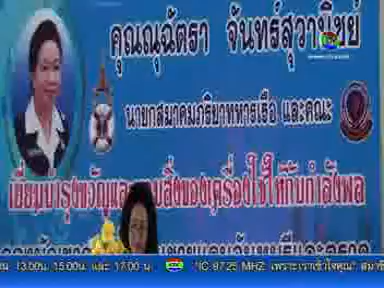 คุณณุฉัตรา จันทร์สุวานิชย์
นายกสมาคมภริยาทหารเรือ และคณะ
เยี่ยมบำรุงขวัญและมอบสิ่งของเครื่องใช้ให้กับกำลังพล
13.00น. 15.00น. และ 17.00 น. "IC 87.25 MHZ เพราะเราเข้าใจคุณ"